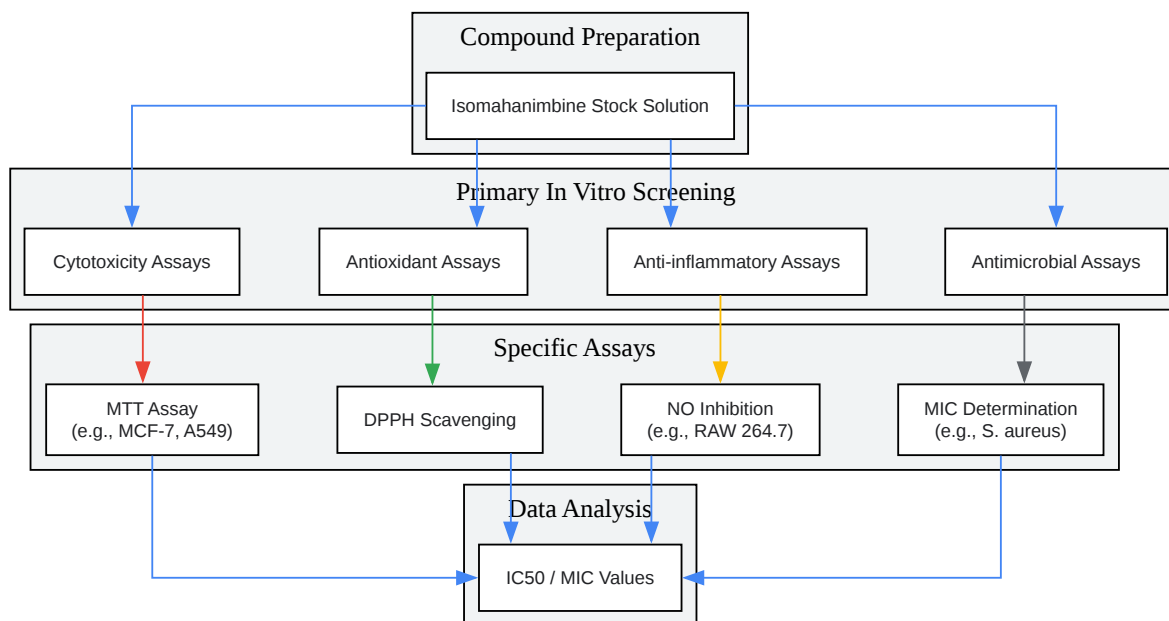 Compound Preparation
Isomahanimbine Stock Solution
Primary In Vitro Screening
Cytotoxicity Assays
Antioxidant Assays
Anti-inflammatory Assays
Antimicrobial Assays
Specific Assays
MTT Assay
(e.g., MCF-7, A549)
DPPH Scavenging
NO Inhibition
(e.g., RAW 264.7)
MIC Determination
(e.g., S. aureus)
Data Analysis
IC50 / MIC Values